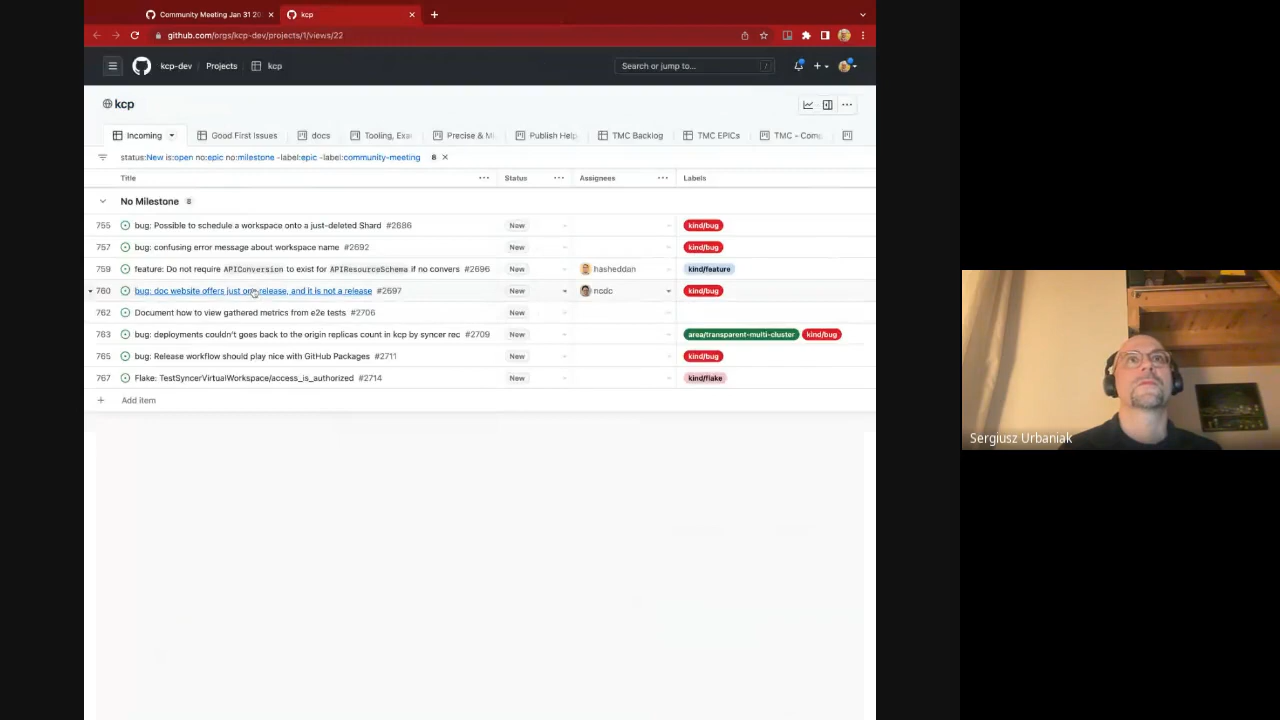 Community Meeting Jan 31 20
kcp
github.com/orgs/kcp-dev/projects/1/views/22
kcp-dev Projects kcp
Search or jump to... /
kcp
Incoming Good First Issues docs Tooling, Exa Precise & M Publish Help TMC Backlog TMC EPICs TMC - Com
status:New is:open no:epic no:milestone -label:epic -label:community-meeting 8
Title Status Assignees Labels
No Milestone 8
755 bug: Possible to schedule a workspace onto a just-deleted Shard #2686 New kind/bug
757 bug: confusing error message about workspace name #2692 New kind/bug
759 feature: Do not require APIConversion to exist for APIResourceSchema if no convers #2696 New hasheddan kind/feature
760 bug: doc website offers just one release, and it is not a release #2697 New ncdc kind/bug
762 Document how to view gathered metrics from e2e tests #2706 New
763 bug: deployments couldn't goes back to the origin replicas count in kcp by syncer rec #2709 New area/transparent-multi-cluster kind/bug
765 bug: Release workflow should play nice with GitHub Packages #2711 New kind/bug
767 Flake: TestSyncerVirtualWorkspace/access_is_authorized #2714 New kind/flake
+ Add item
Sergiusz Urbaniak